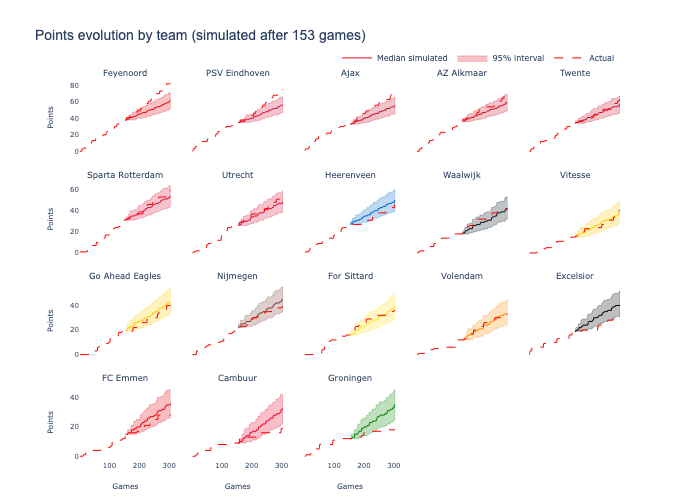 Points evolution by team (simulated after 153 games)
Median simulated 95% interval Actual
Feyenoord PSV Eindhoven Ajax AZ Alkmaar Twente
80
60
40
20
0
Points
Sparta Rotterdam Utrecht Heerenveen Waalwijk Vitesse
60
40
20
0
Points
Go Ahead Eagles Nijmegen For Sittard Volendam Excelsior
40
20
0
Points
FC Emmen Cambuur Groningen
40
20
0
Points
100 200 300 100 200 300 100 200 300
Games Games Games